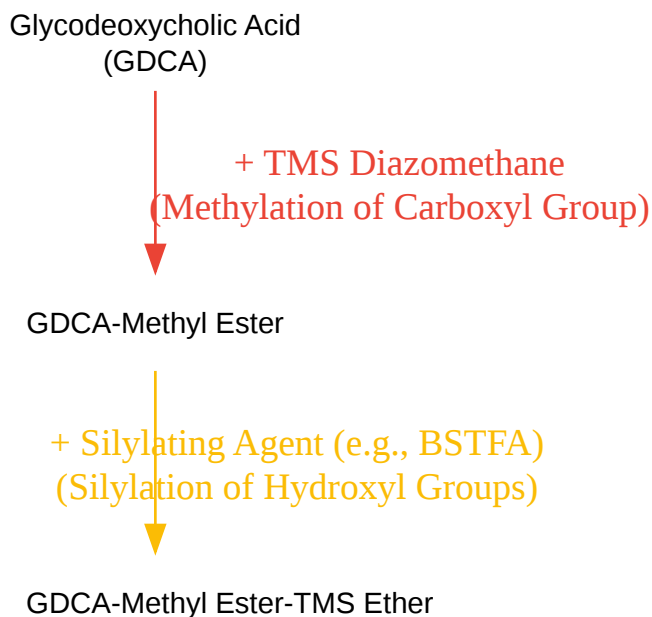 Glycodeoxycholic Acid
(GDCA)
+ TMS Diazomethane
(Methylation of Carboxyl Group)
GDCA-Methyl Ester
+ Silylating Agent (e.g., BSTFA)
(Silylation of Hydroxyl Groups)
GDCA-Methyl Ester-TMS Ether